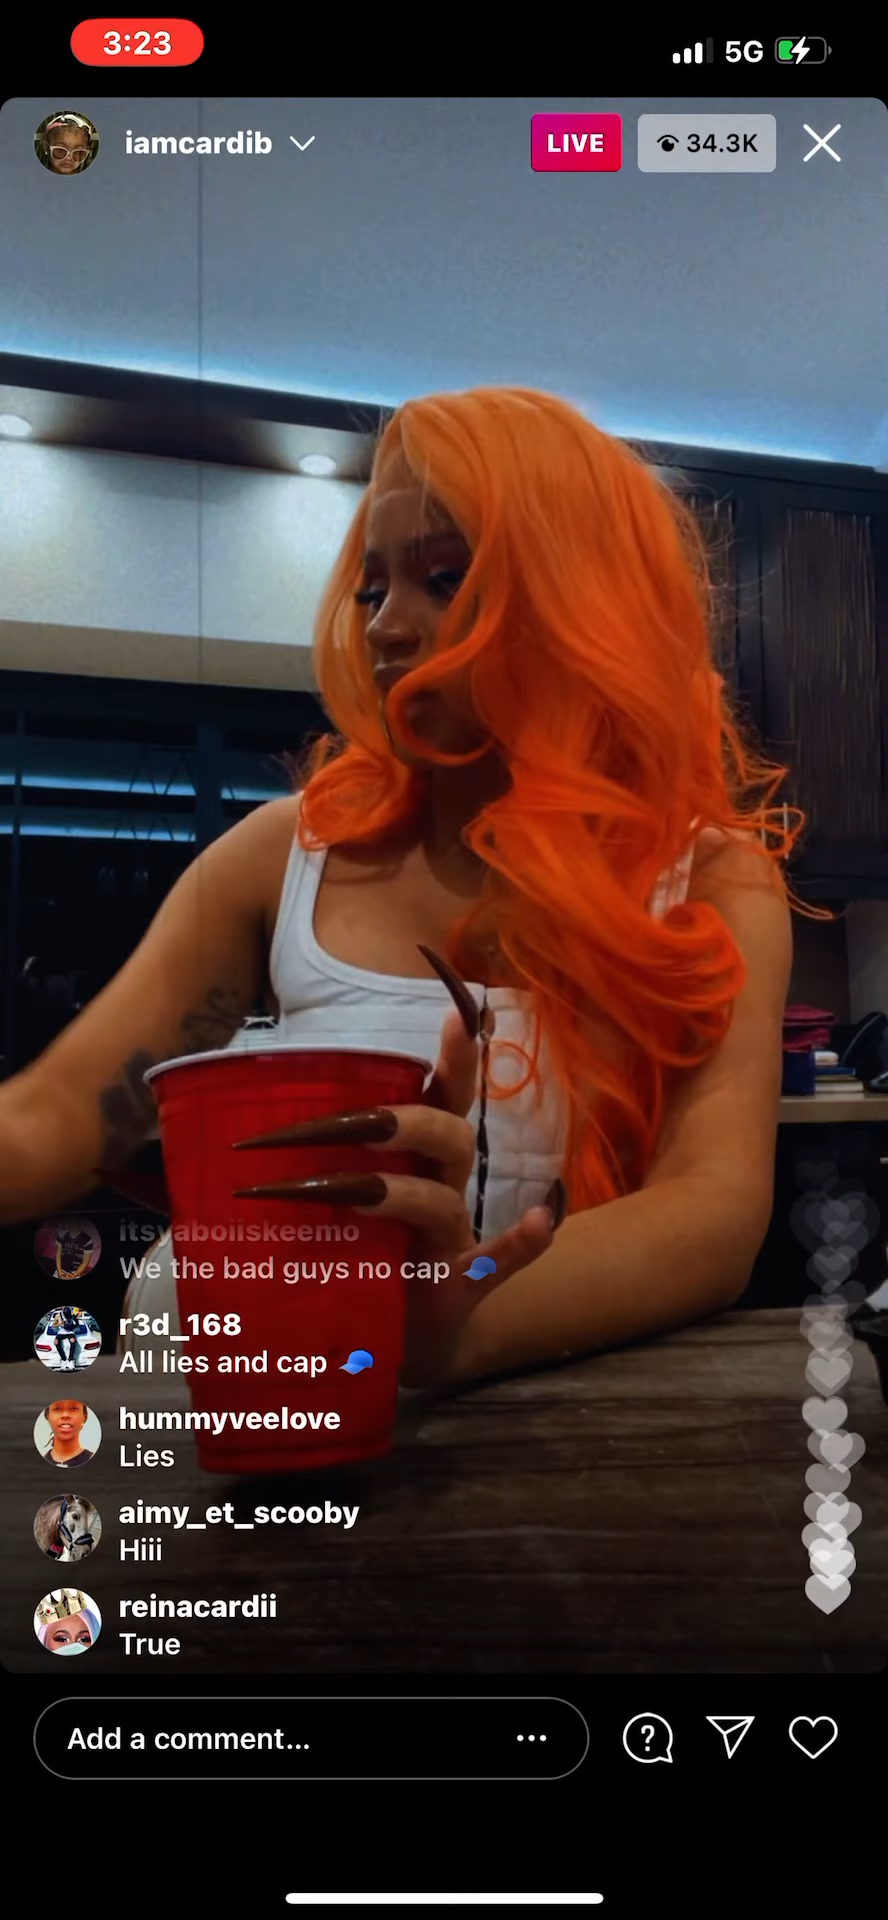 3:23
5G
iamcardib
LIVE
34.3K
itsyaboiiskeemo
We the bad guys no cap 🧢
r3d_168
All lies and cap 🧢
hummyveelove
Lies
aimy_et_scooby
Hiii
reinacardii
True
Add a comment...